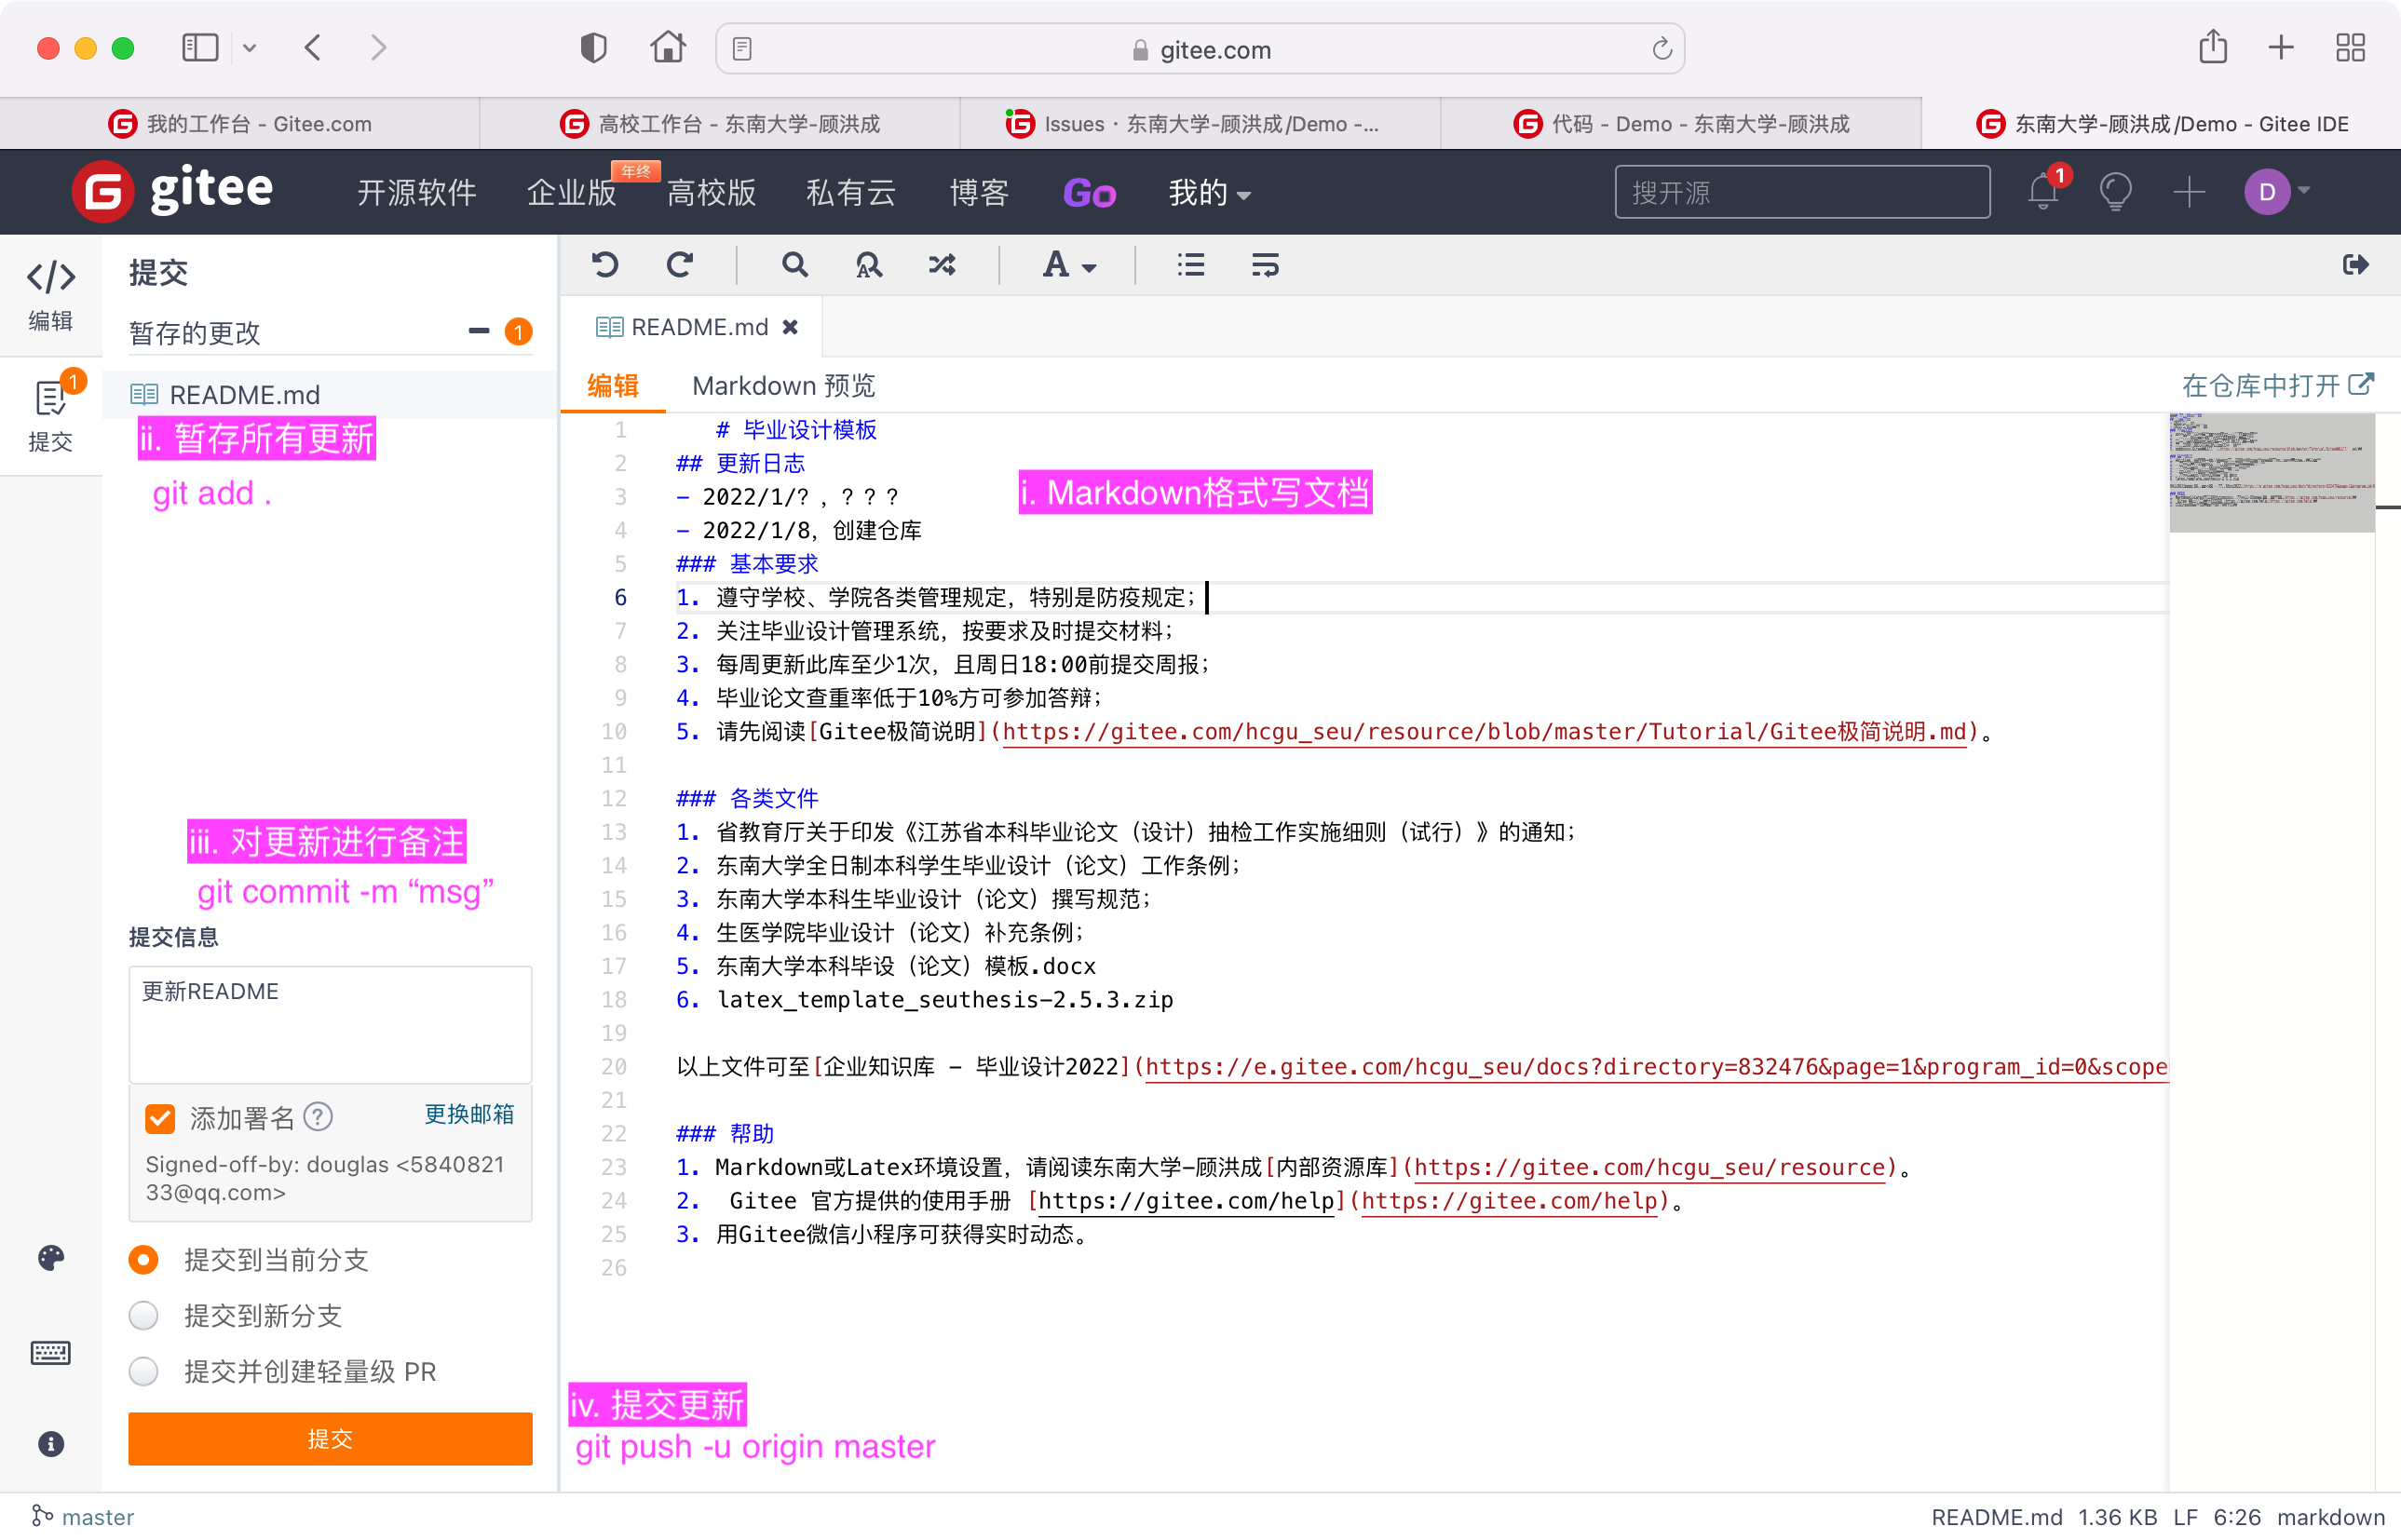 gitee.com
我的工作台 - Gitee.com
高校工作台 - 东南大学-顾洪成
Issues · 东南大学-顾洪成/Demo -...
代码 - Demo - 东南大学-顾洪成
东南大学-顾洪成/Demo - Gitee IDE
gitee
开源软件
企业版
年终
高校版
私有云
博客
Go
我的
搜开源
1
D
编辑
1
提交
提交
暂存的更改
1
README.md
ii. 暂存所有更新
git add .
iii. 对更新进行备注
git commit -m “msg”
提交信息
更新README
添加署名
更换邮箱
Signed-off-by: douglas <5840821
33@qq.com>
提交到当前分支
提交到新分支
提交并创建轻量级 PR
提交
A
README.md
编辑
Markdown 预览
在仓库中打开
i. Markdown格式写文档
1 # 毕业设计模板
2 ## 更新日志
3 - 2022/1/？，？？？
4 - 2022/1/8，创建仓库
5 ### 基本要求
6 1. 遵守学校、学院各类管理规定，特别是防疫规定；
7 2. 关注毕业设计管理系统，按要求及时提交材料；
8 3. 每周更新此库至少1次，且周日18:00前提交周报；
9 4. 毕业论文查重率低于10%方可参加答辩；
10 5. 请先阅读[Gitee极简说明](https://gitee.com/hcgu_seu/resource/blob/master/Tutorial/Gitee极简说明.md)。
11
12 ### 各类文件
13 1. 省教育厅关于印发《江苏省本科毕业论文（设计）抽检工作实施细则（试行）》的通知；
14 2. 东南大学全日制本科学生毕业设计（论文）工作条例；
15 3. 东南大学本科生毕业设计（论文）撰写规范；
16 4. 生医学院毕业设计（论文）补充条例；
17 5. 东南大学本科毕设（论文）模板.docx
18 6. latex_template_seuthesis-2.5.3.zip
19
20 以上文件可至[企业知识库 - 毕业设计2022](https://e.gitee.com/hcgu_seu/docs?directory=832476&page=1&program_id=0&scope=
21
22 ### 帮助
23 1. Markdown或Latex环境设置，请阅读东南大学-顾洪成[内部资源库](https://gitee.com/hcgu_seu/resource)。
24 2.  Gitee 官方提供的使用手册 [https://gitee.com/help](https://gitee.com/help)。
25 3. 用Gitee微信小程序可获得实时动态。
26
iv. 提交更新
git push -u origin master
master
README.md 1.36 KB LF 6:26 markdown